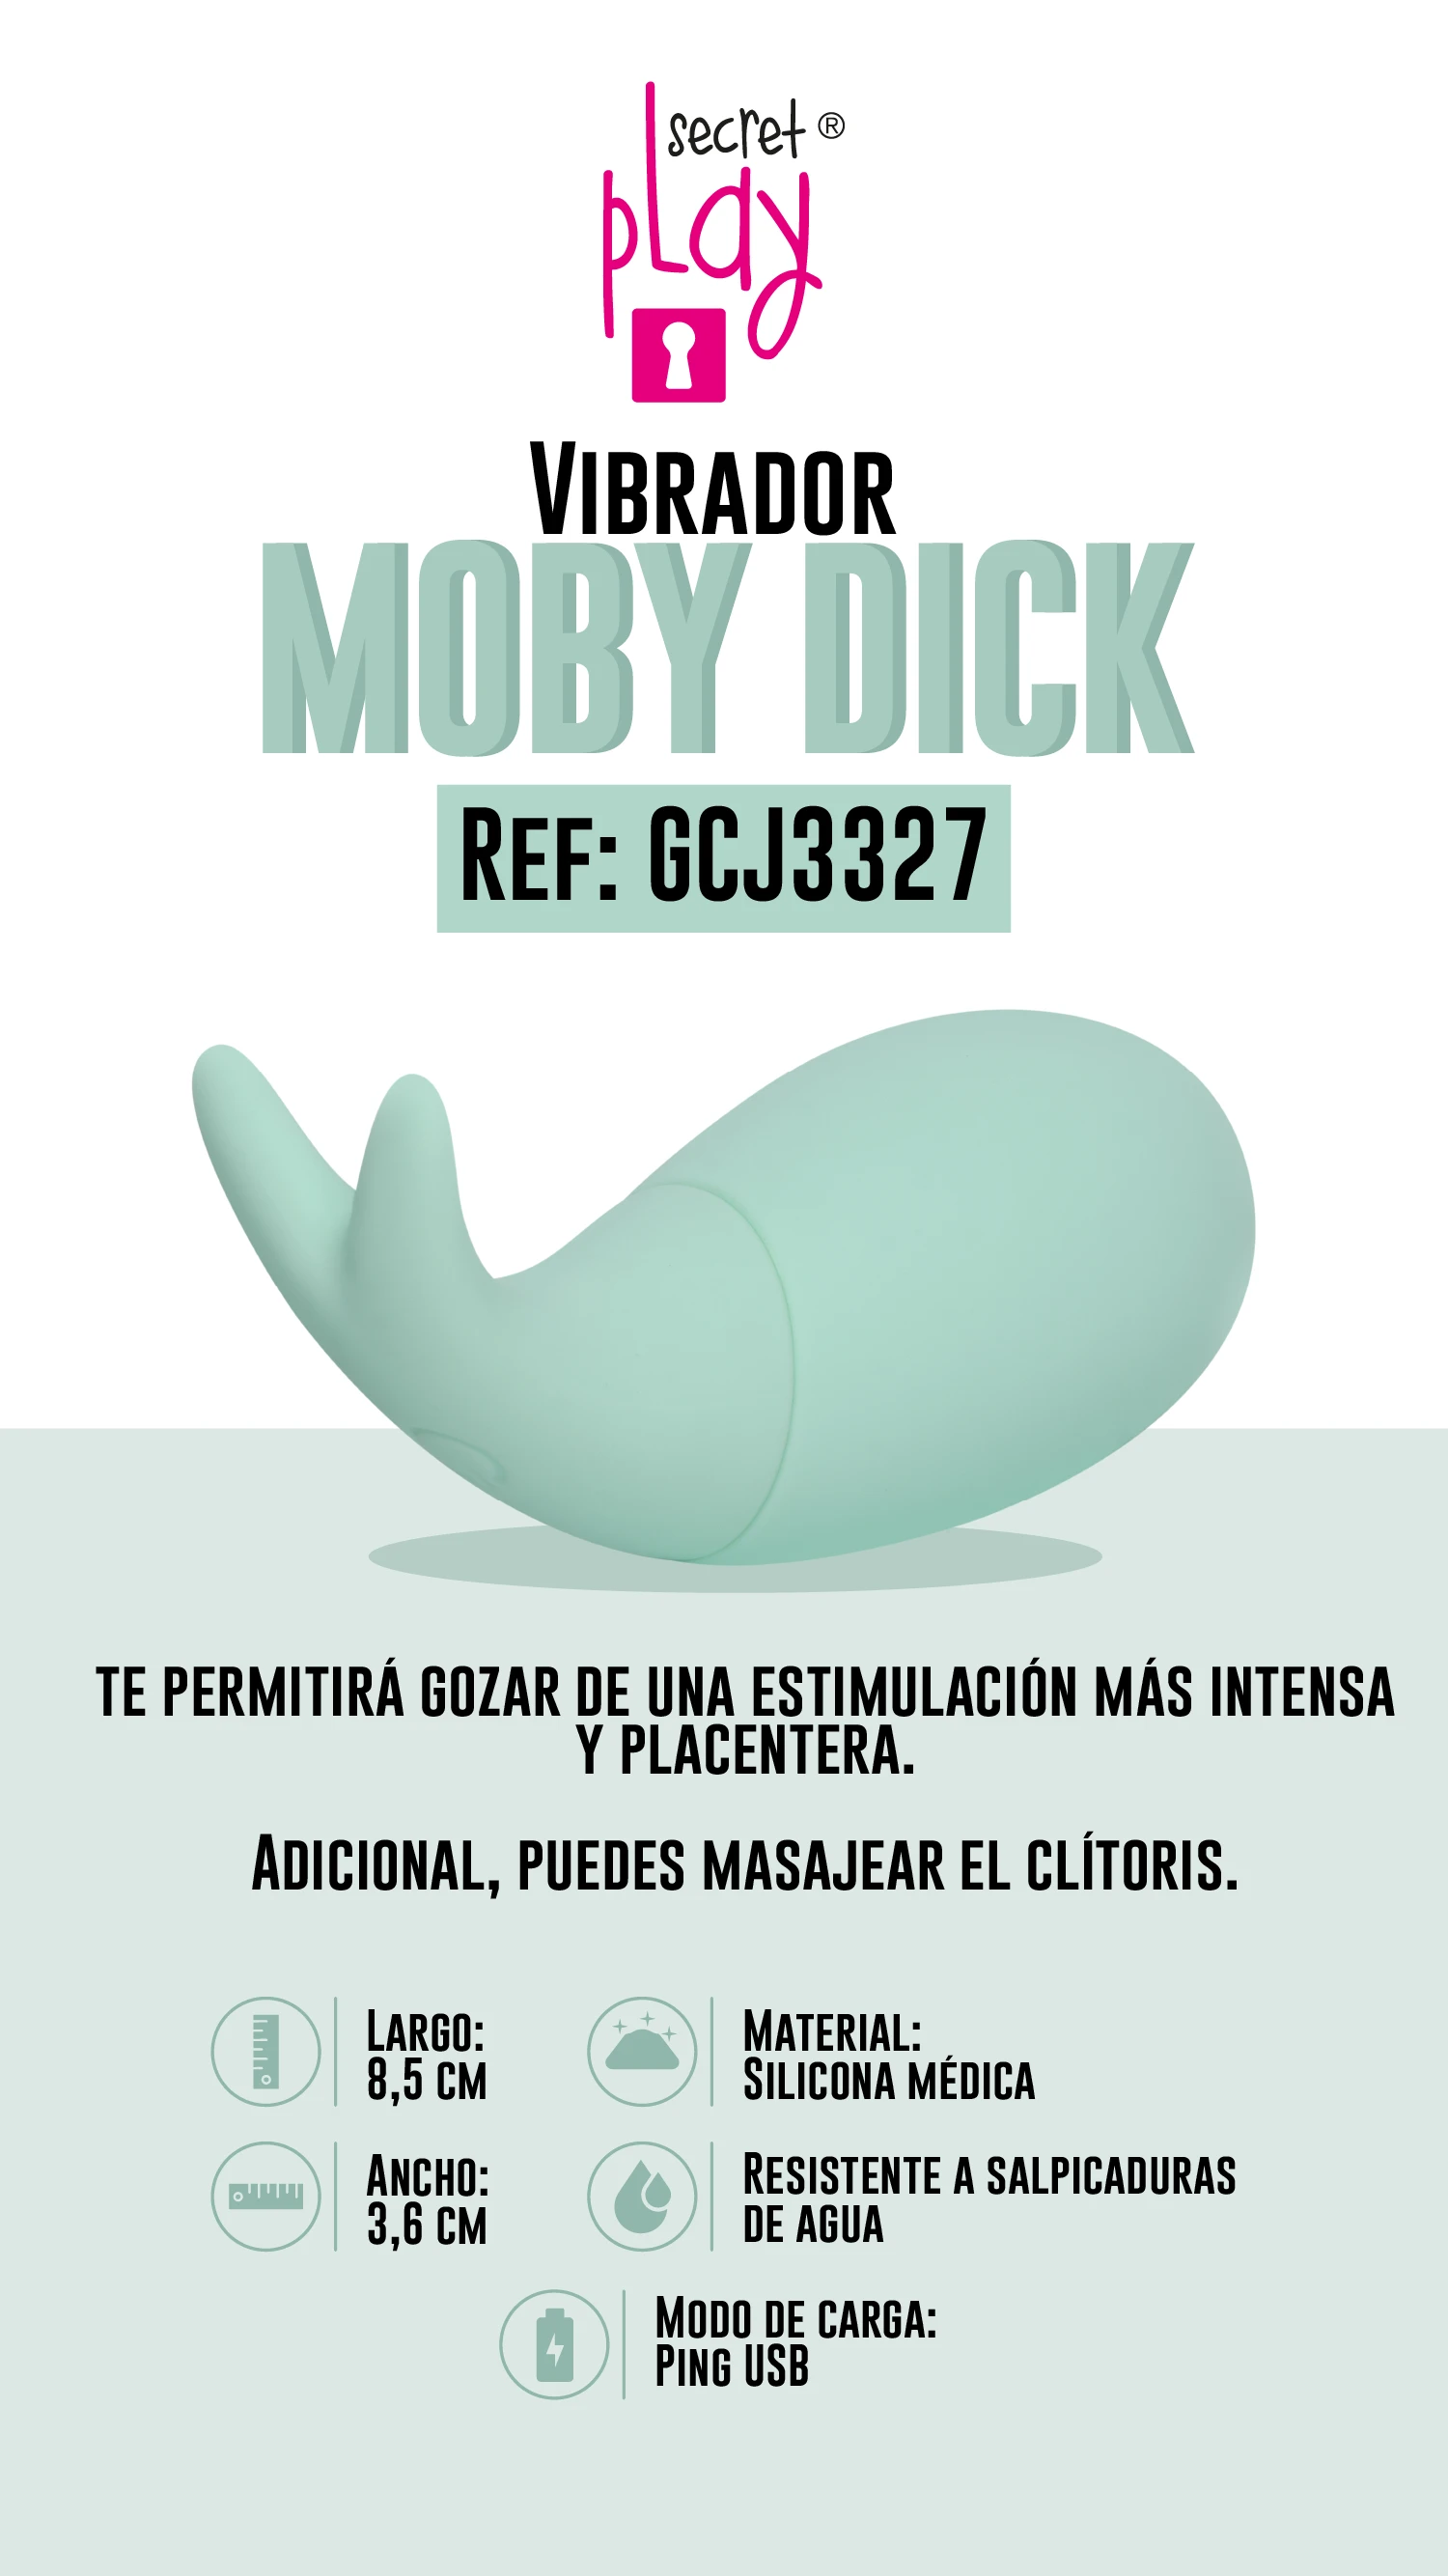 secret ®
play
VIBRADOR
MOBY DICK
REF: GCJ3327
TE PERMITIRÁ GOZAR DE UNA ESTIMULACIÓN MÁS INTENSA
Y PLACENTERA.
ADICIONAL, PUEDES MASAJEAR EL CLÍTORIS.
LARGO:
8,5 CM
MATERIAL:
SILICONA MÉDICA
ANCHO:
3,6 CM
RESISTENTE A SALPICADURAS
DE AGUA
MODO DE CARGA:
PING USB